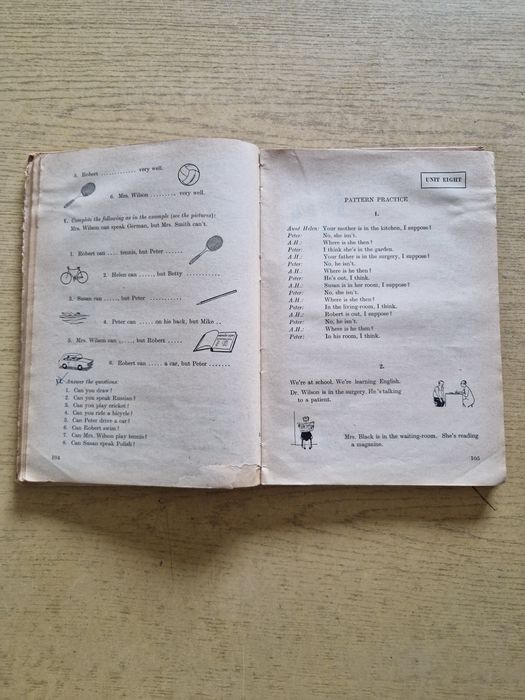 5. Robert ............ very well.
6. Mrs. Wilson ......... very well.
V. Complete the following as in the example (see the pictures):
Mrs. Wilson can speak German, but Mrs. Smith can't.
1. Robert can .... tennis, but Peter ......
2. Helen can ....., but Betty .........
3. Susan can ....., but Peter ..........
4. Peter can ..... on his back, but Mike ..
5. Mrs. Wilson can ....., but Robert .....
6. Robert can ..... a car, but Peter ......
Answer the questions:
1. Can you draw?
2. Can you speak Russian?
3. Can you play cricket?
4. Can you ride a bicycle?
5. Can Peter drive a car?
6. Can Robert swim?
7. Can Mrs. Wilson play tennis?
8. Can Susan speak Polish?
104
UNIT EIGHT
PATTERN PRACTICE
1.
Aunt Helen: Your mother is in the kitchen, I suppose?
Peter: No, she isn't.
A.H.: Where is she then?
Peter: I think she's in the garden.
A.H.: Your father is in the surgery, I suppose?
Peter: No, he isn't.
A.H.: Where is he then?
Peter: He's out, I think.
A.H.: Susan is in her room, I suppose?
Peter: No, she isn't.
A.H.: Where is she then?
Peter: In the living-room, I think.
A.H.: Robert is out, I suppose?
Peter: No, he isn't.
A.H.: Where is he then?
Peter: In his room, I think.
2.
We're at school. We're learning English.
Dr. Wilson is in the surgery. He's talking
to a patient.
Mrs. Black is in the waiting-room. She's reading
a magazine.
105